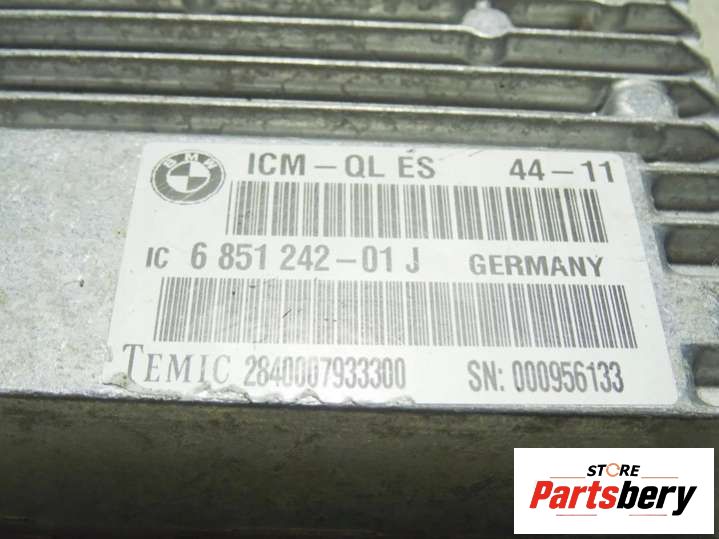 BMW
ICM-QL ES 44-11
IC 6 851 242-01 J GERMANY
TEMIC 2840007933300 SN: 000956133
STORE
Partsbery